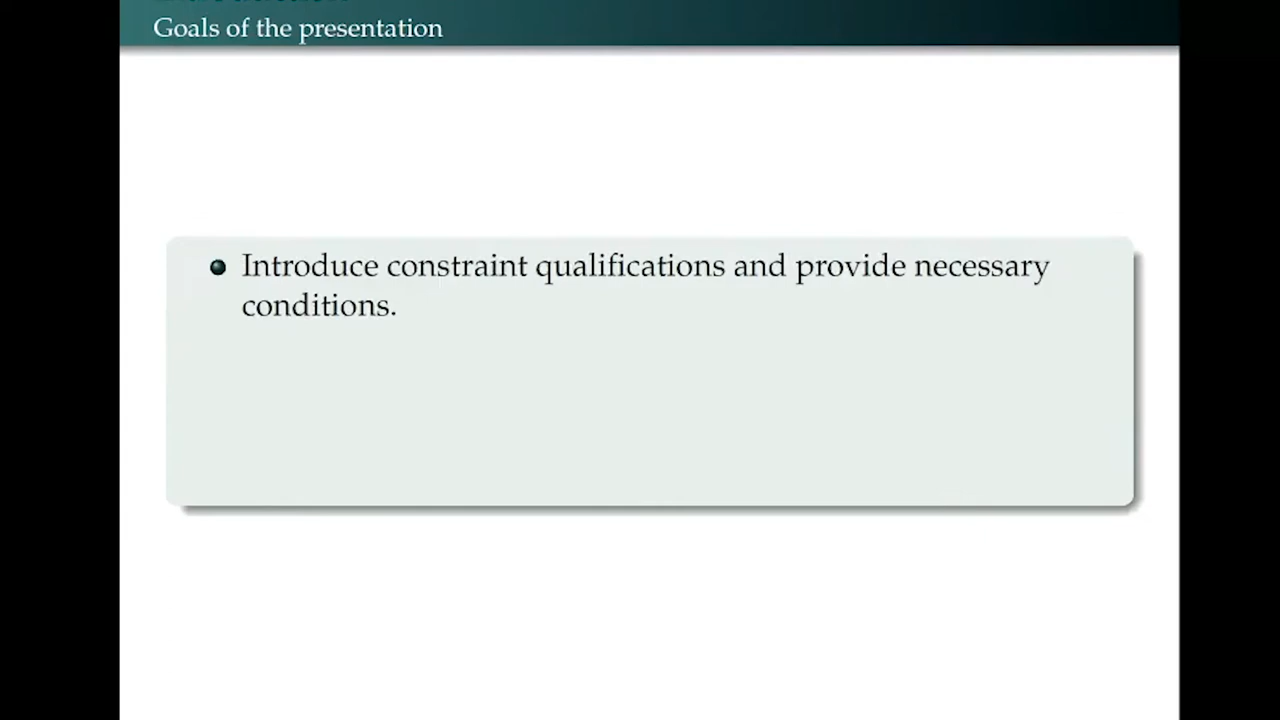 Goals of the presentation
Introduce constraint qualifications and provide necessary
conditions.